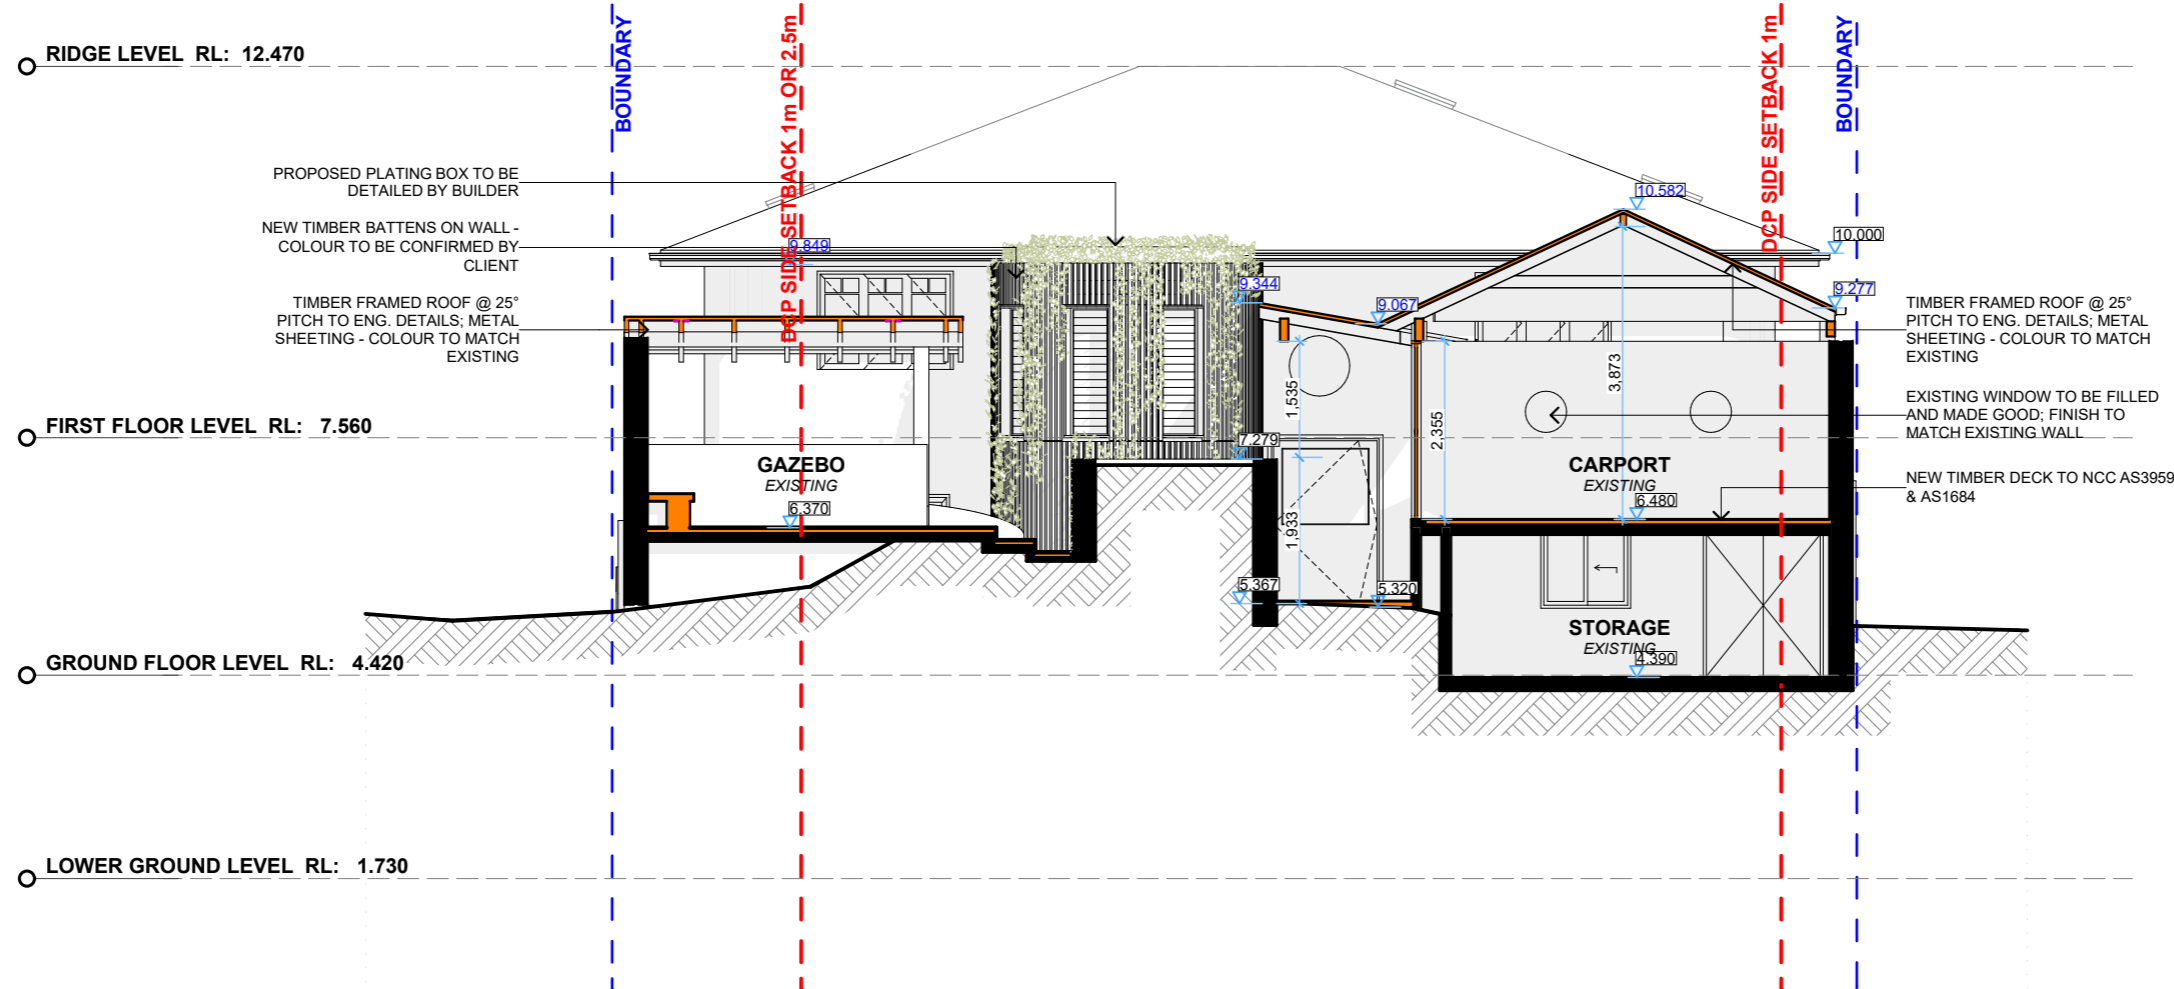 RIDGE LEVEL RL: 12.470
BOUNDARY
DCP SIDE SETBACK 1m OR 2.5m
DCP SIDE SETBACK 1m
BOUNDARY
PROPOSED PLATING BOX TO BE
DETAILED BY BUILDER
NEW TIMBER BATTENS ON WALL -
COLOUR TO BE CONFIRMED BY
CLIENT
TIMBER FRAMED ROOF @ 25°
PITCH TO ENG. DETAILS; METAL
SHEETING - COLOUR TO MATCH
EXISTING
9.849
10.582
10.000
9.344
9.067
9.277
TIMBER FRAMED ROOF @ 25°
PITCH TO ENG. DETAILS; METAL
SHEETING - COLOUR TO MATCH
EXISTING
EXISTING WINDOW TO BE FILLED
AND MADE GOOD; FINISH TO
MATCH EXISTING WALL
NEW TIMBER DECK TO NCC AS3959
& AS1684
FIRST FLOOR LEVEL RL: 7.560
1,535
2,355
3,873
7.279
GAZEBO
EXISTING
6.370
CARPORT
EXISTING
6.480
1,933
5.367
5.320
STORAGE
EXISTING
4.390
GROUND FLOOR LEVEL RL: 4.420
LOWER GROUND LEVEL RL: 1.730